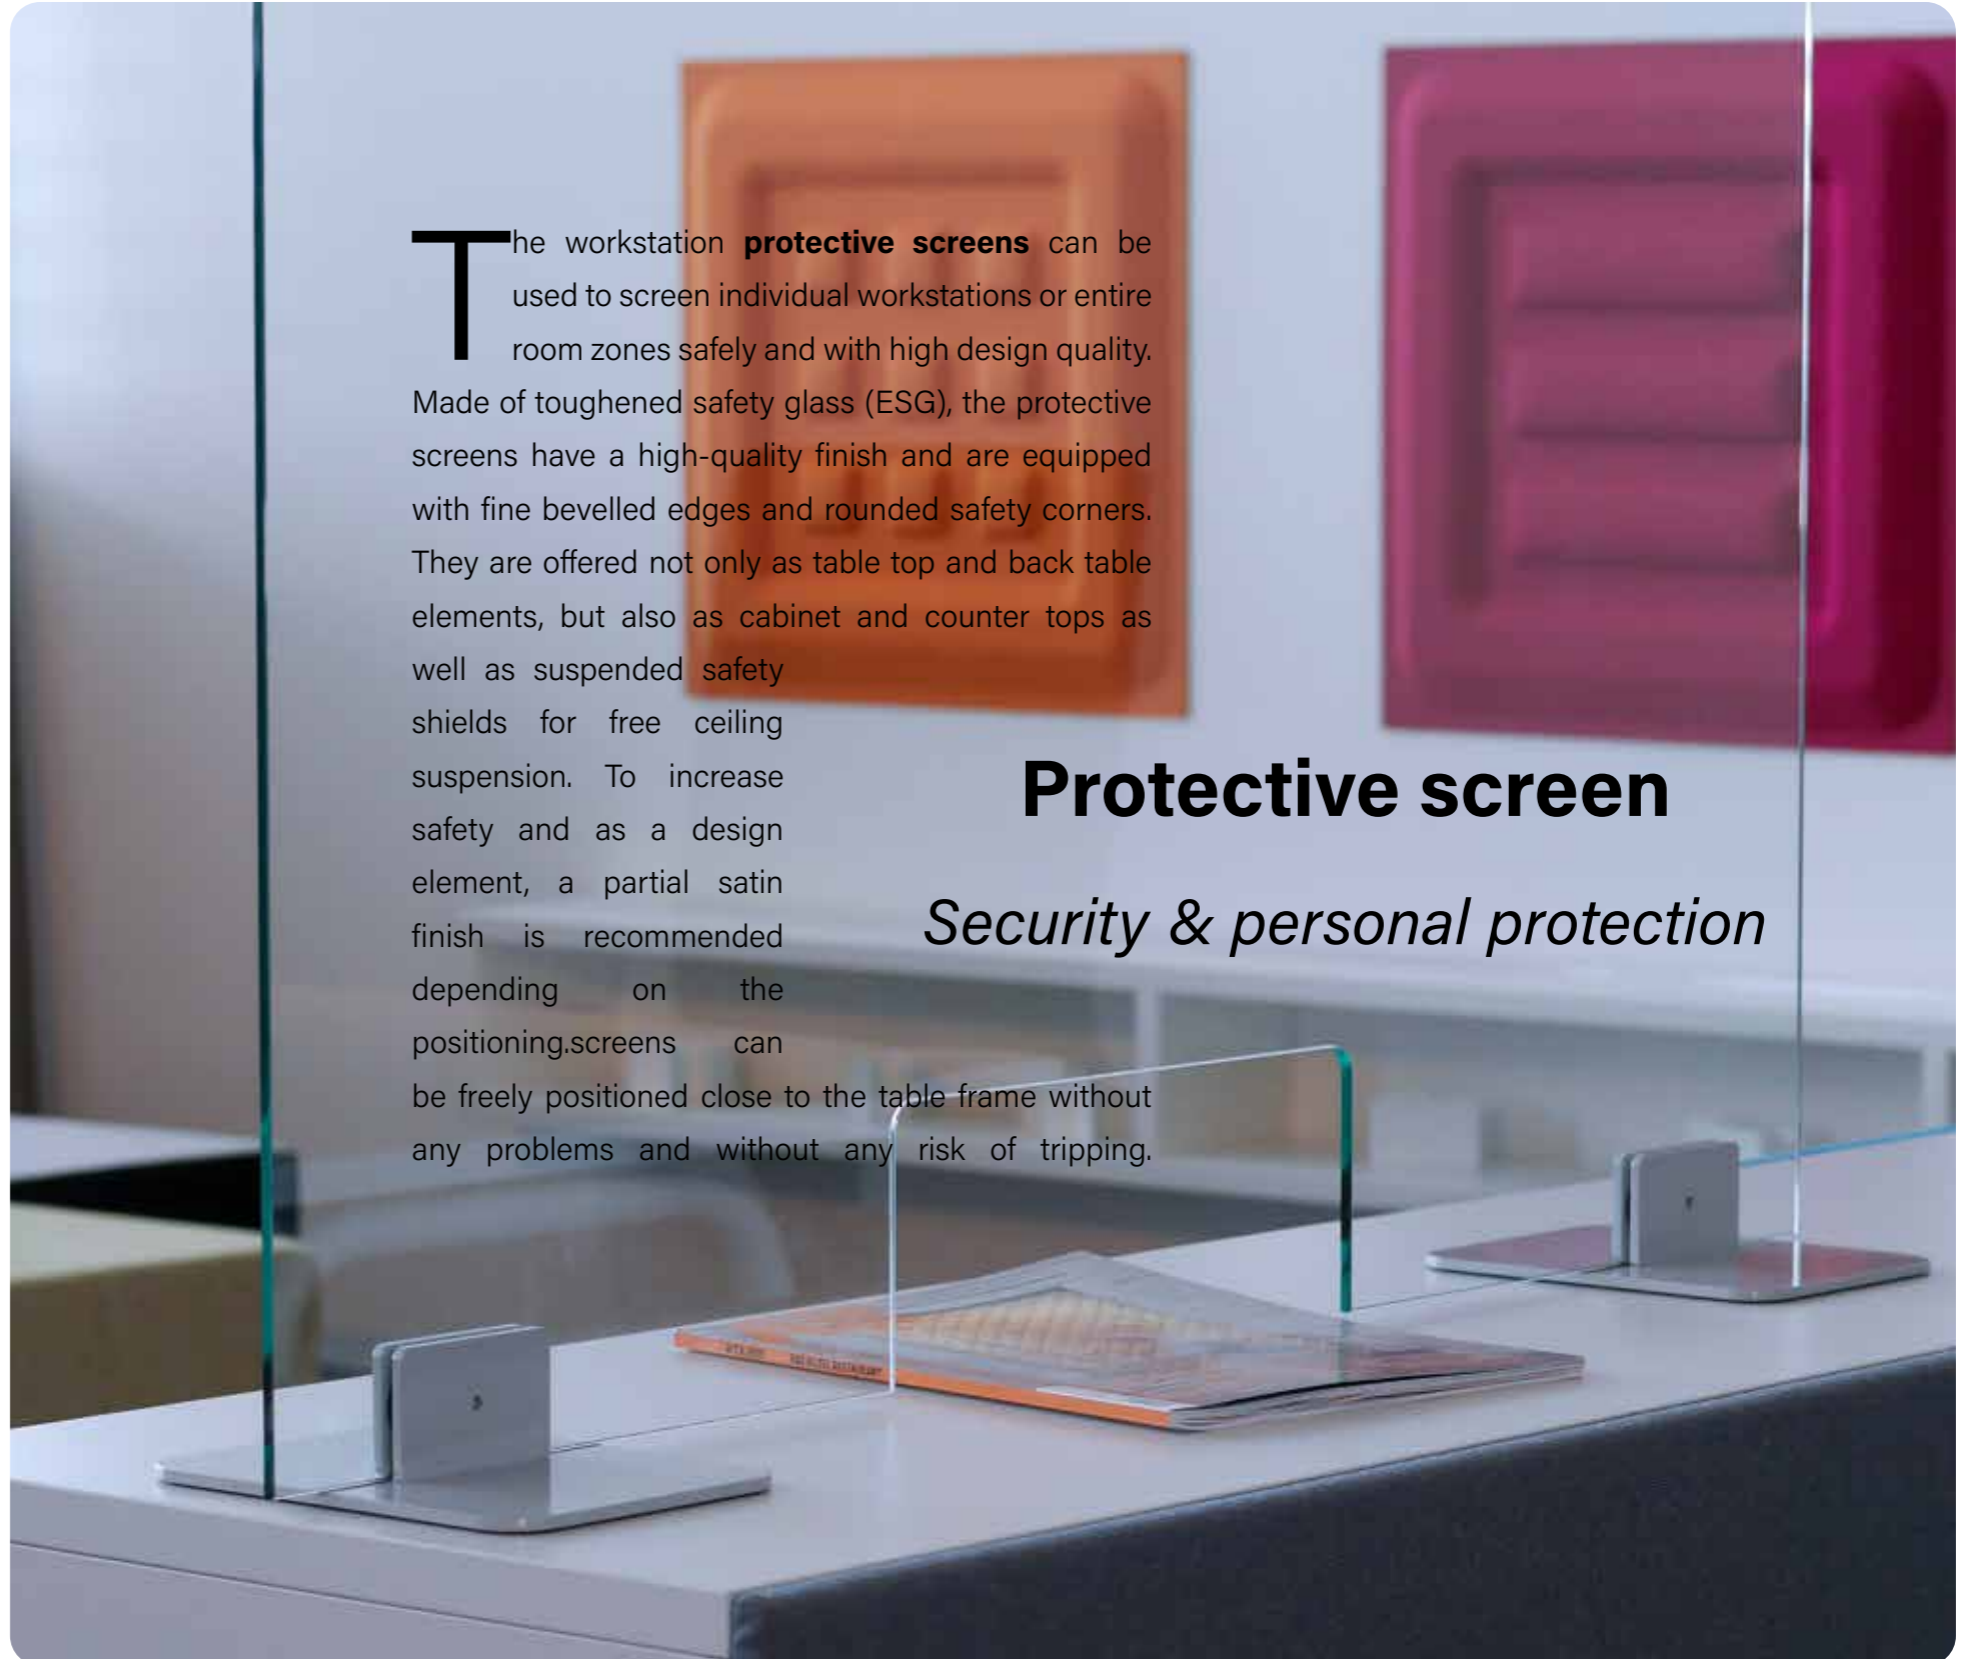 The workstation protective screens can be
used to screen individual workstations or entire
room zones safely and with high design quality.
Made of toughened safety glass (ESG), the protective
screens have a high-quality finish and are equipped
with fine bevelled edges and rounded safety corners.
They are offered not only as table top and back table
elements, but also as cabinet and counter tops as
well as suspended safety
shields for free ceiling
suspension. To increase
safety and as a design
element, a partial satin
finish is recommended
depending on the
positioning.screens can
be freely positioned close to the table frame without
any problems and without any risk of tripping.
Protective screen
Security & personal protection